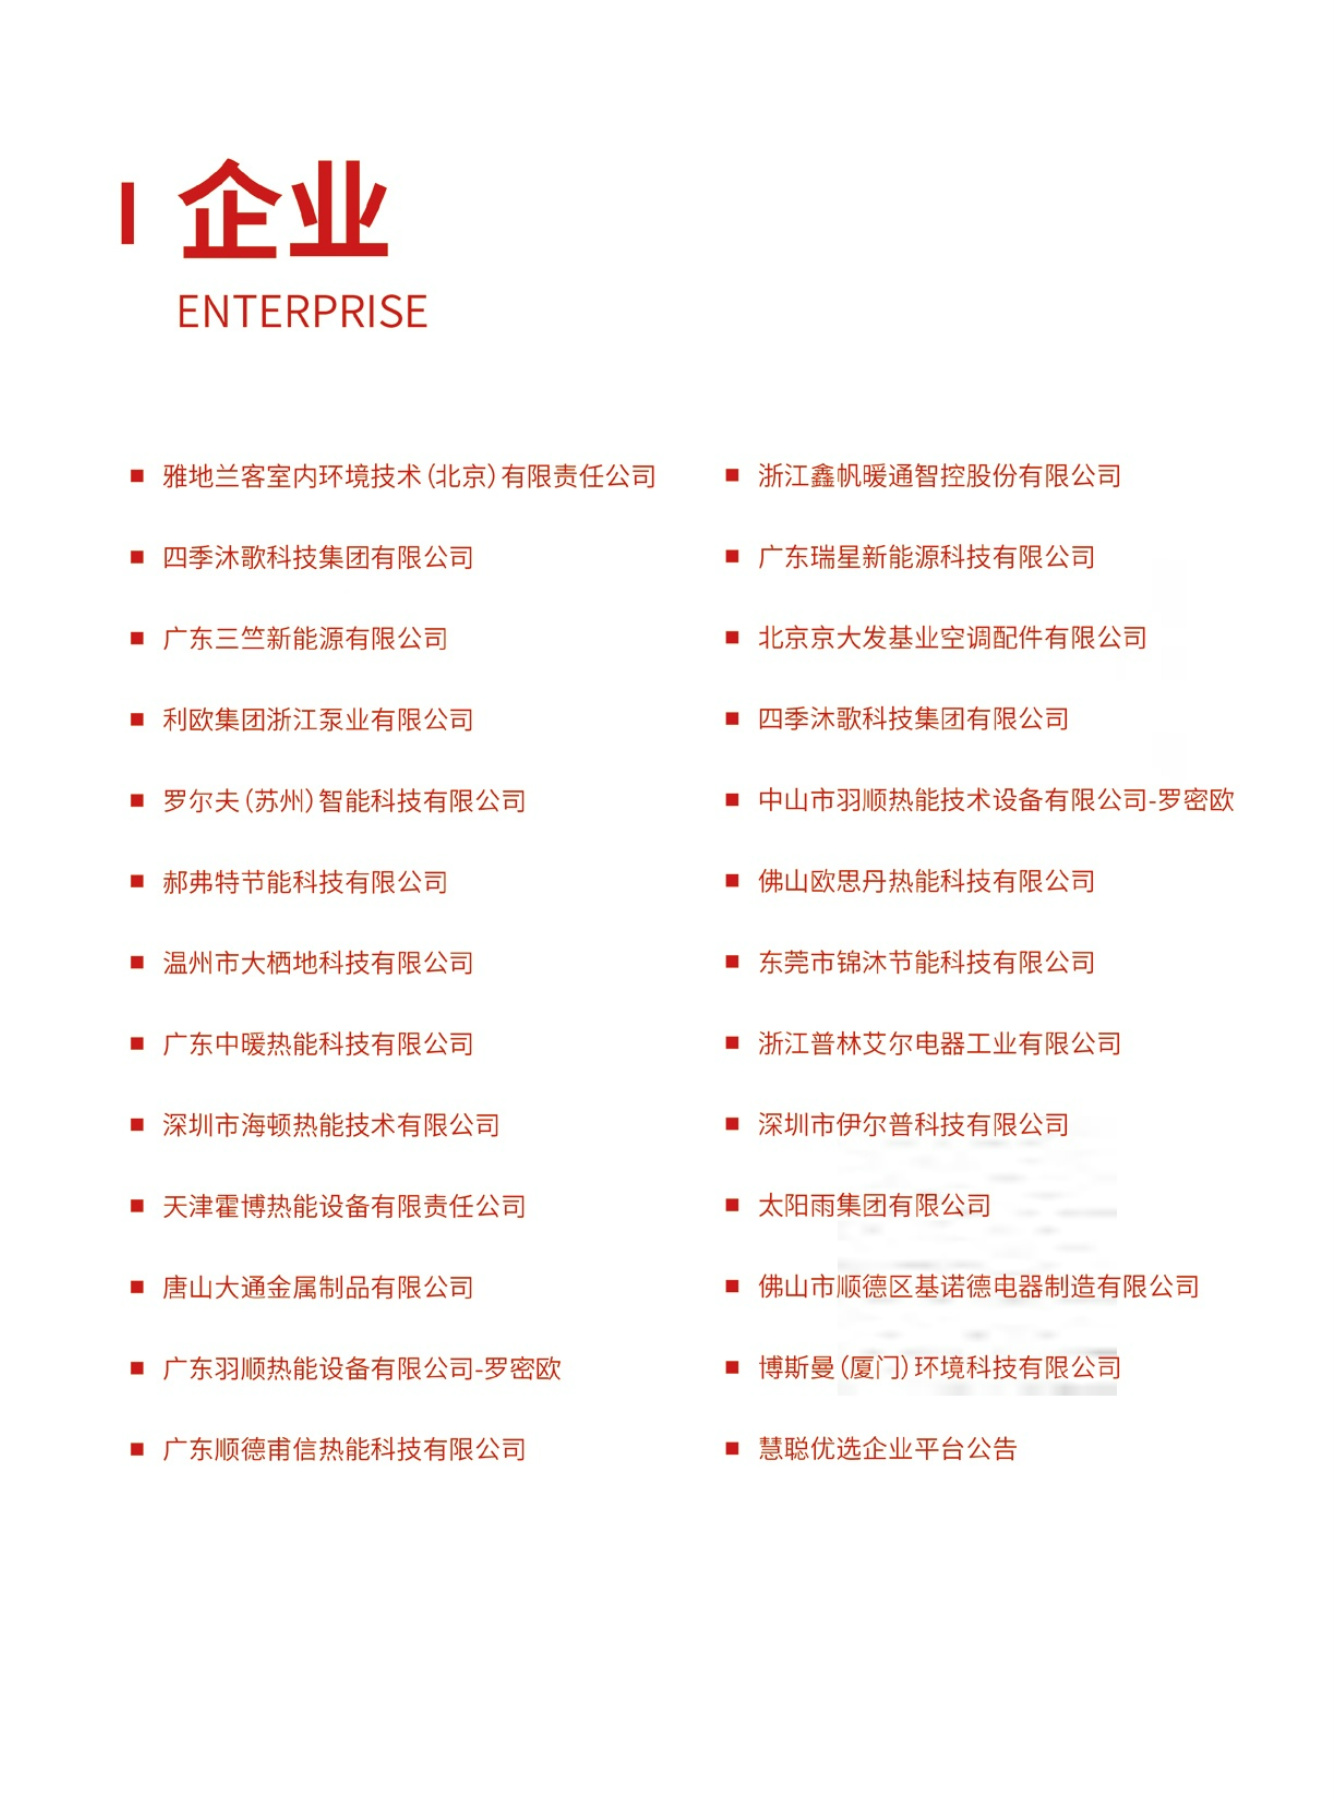 企业
ENTERPRISE
雅地兰客室内环境技术(北京)有限责任公司
四季沐歌科技集团有限公司
广东三竺新能源有限公司
利欧集团浙江泵业有限公司
罗尔夫(苏州)智能科技有限公司
郝弗特节能科技有限公司
温州市大栖地科技有限公司
广东中暖热能科技有限公司
深圳市海顿热能技术有限公司
天津霍博热能设备有限责任公司
唐山大通金属制品有限公司
广东羽顺热能设备有限公司-罗密欧
广东顺德甫信热能科技有限公司
浙江鑫帆暖通智控股份有限公司
广东瑞星新能源科技有限公司
北京京大发基业空调配件有限公司
四季沐歌科技集团有限公司
中山市羽顺热能技术设备有限公司-罗密欧
佛山欧思丹热能科技有限公司
东莞市锦沐节能科技有限公司
浙江普林艾尔电器工业有限公司
深圳市伊尔普科技有限公司
太阳雨集团有限公司
佛山市顺德区基诺德电器制造有限公司
博斯曼(厦门)环境科技有限公司
慧聪优选企业平台公告